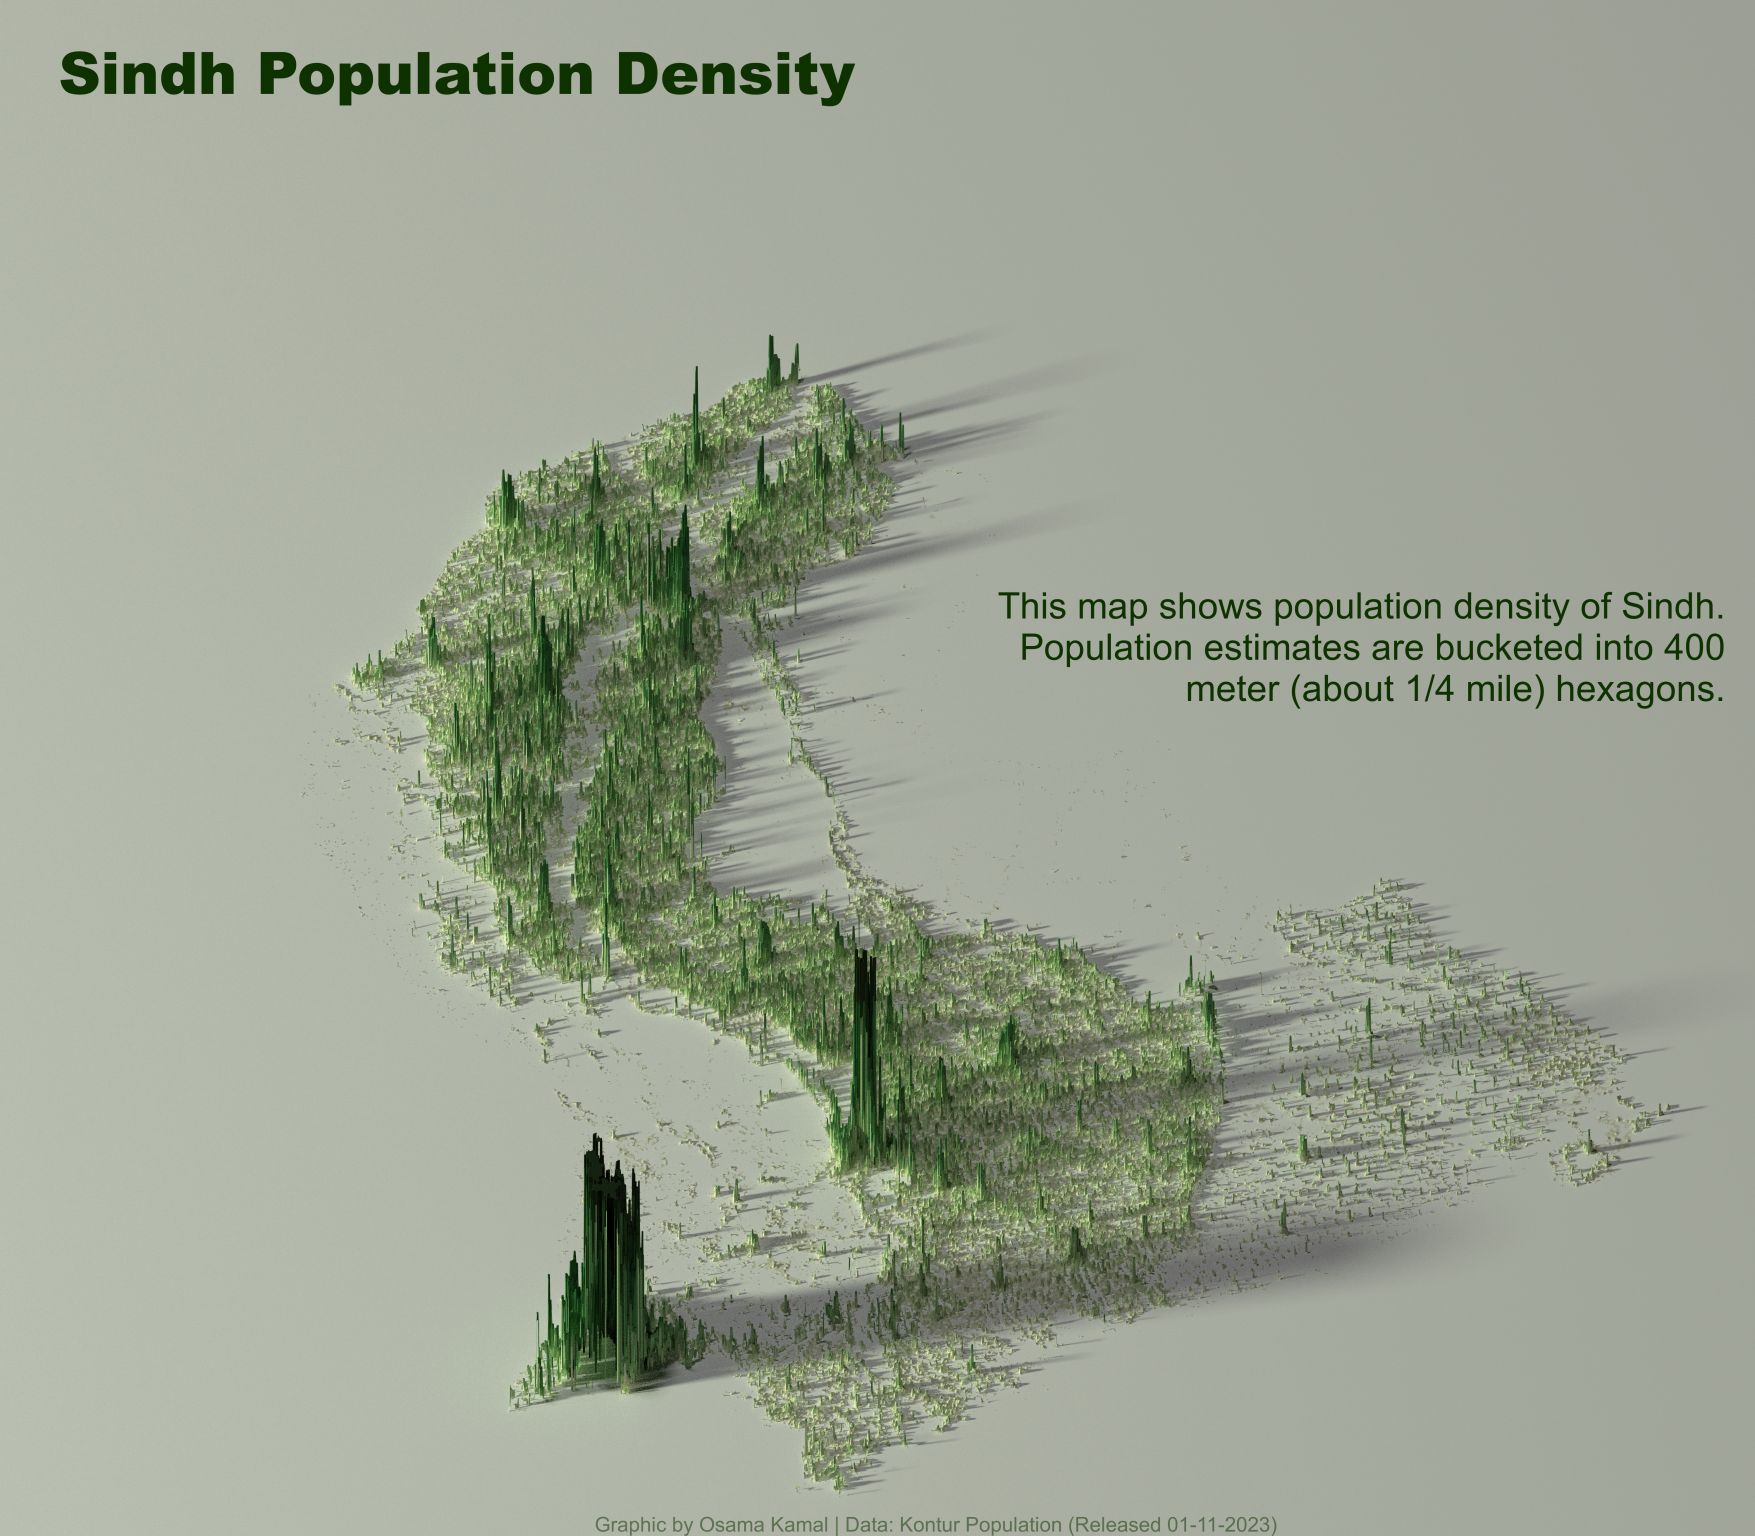 Sindh Population Density
This map shows population density of Sindh.
Population estimates are bucketed into 400
meter (about 1/4 mile) hexagons.
Graphic by Osama Kamal | Data: Kontur Population (Released 01-11-2023)